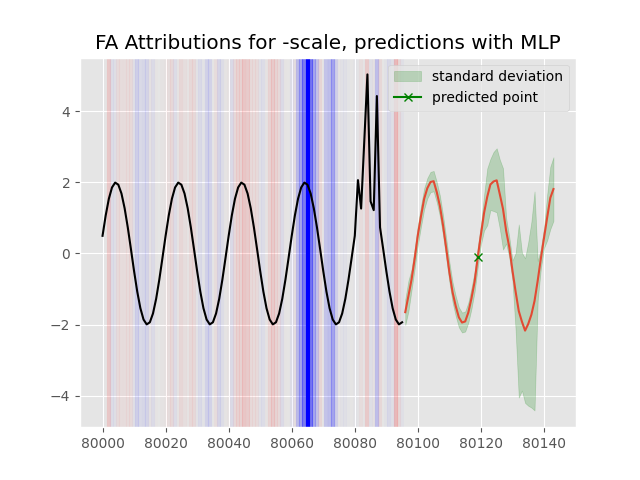 FA Attributions for -scale, predictions with MLP
standard deviation
predicted point
4
2
0
−2
−4
80000 80020 80040 80060 80080 80100 80120 80140